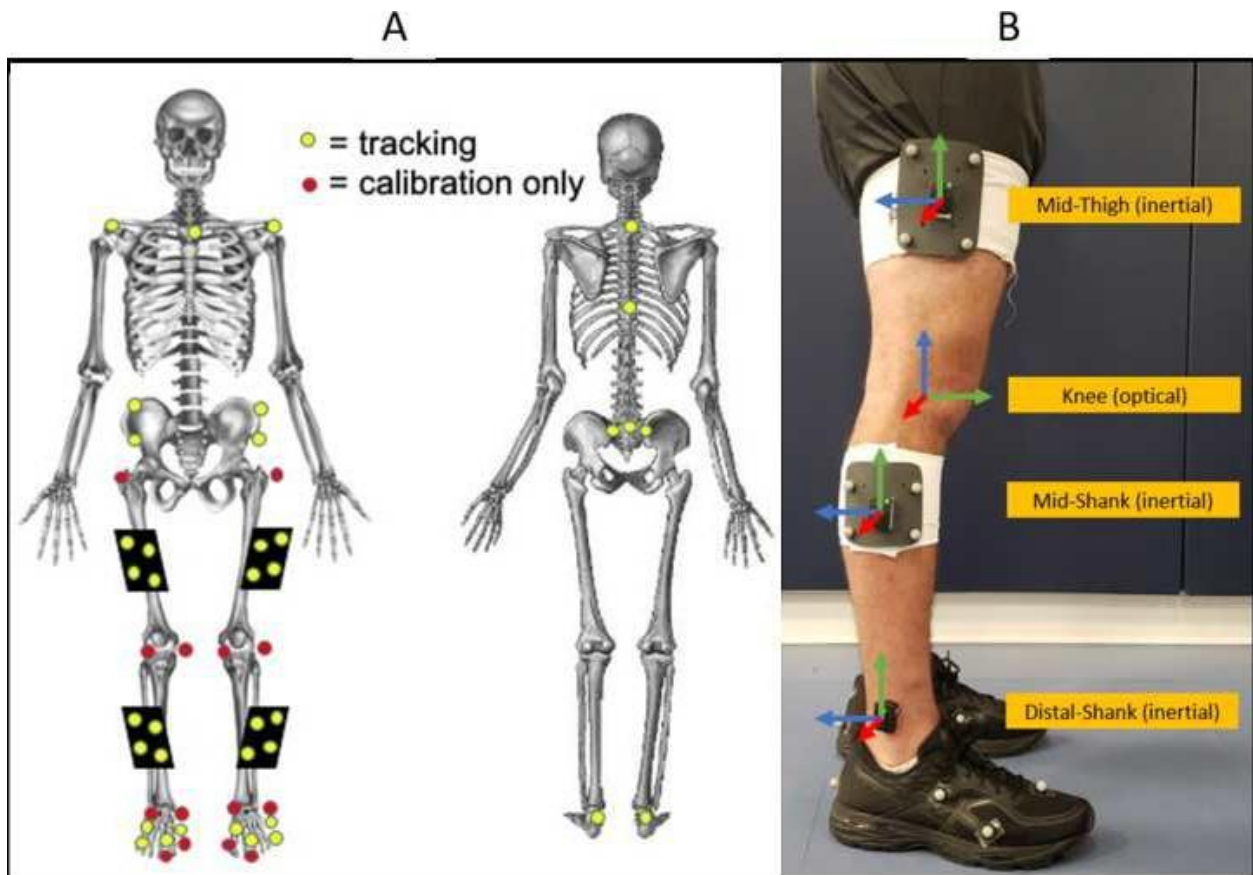 A
B
= tracking
= calibration only
Mid-Thigh (inertial)
Knee (optical)
Mid-Shank (inertial)
Distal-Shank (inertial)